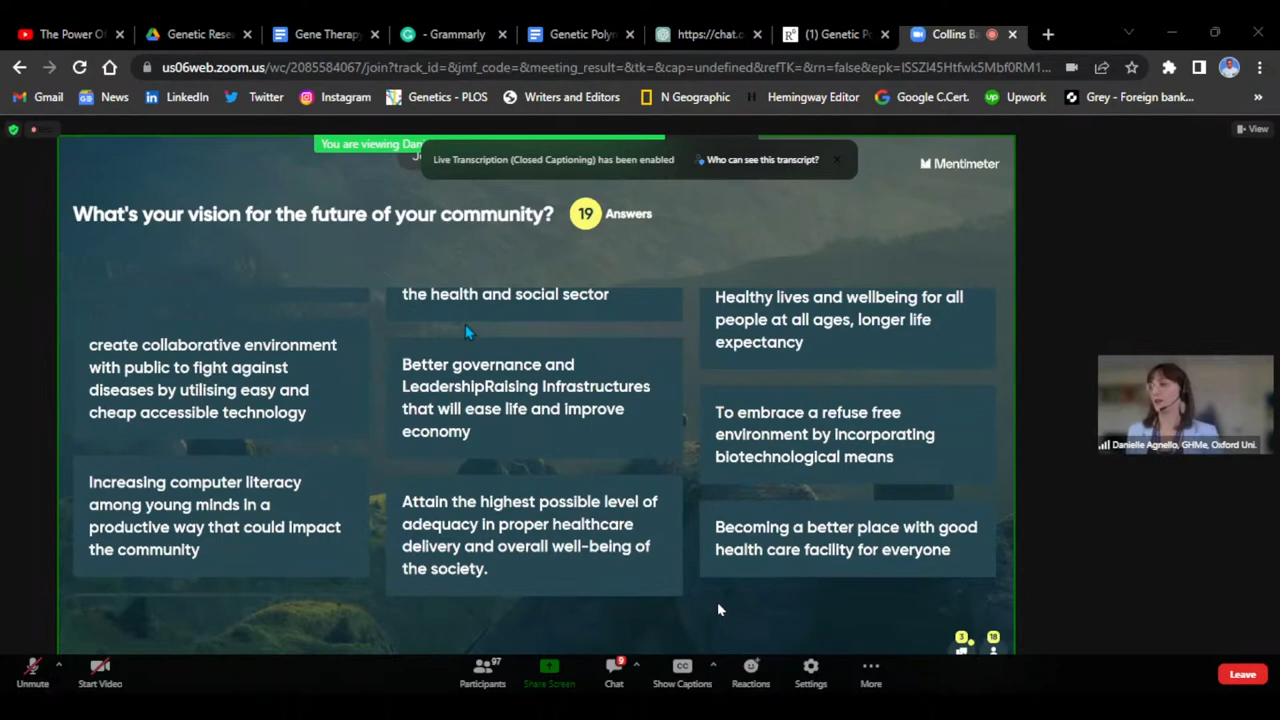 The Power Of
Genetic Resea
Gene Therapy
- Grammarly
Genetic Polym
https://chat.o
(1) Genetic Po
Collins Ba
us06web.zoom.us/wc/2085584067/join?track_id=&jmf_code=&meeting_result=&tk=&cap=undefined&refTK=&rn=false&epk=
Gmail
News
LinkedIn
Twitter
Instagram
Genetics - PLOS
Writers and Editors
N Geographic
Hemingway Editor
Google C.Cert.
Upwork
Grey - Foreign bank...
»
View
You are viewing Dani
Live Transcription (Closed Captioning) has been enabled
Who can see this transcript?
Mentimeter
What's your vision for the future of your community?
19 Answers
create collaborative environment
with public to fight against
diseases by utilising easy and
cheap accessible technology
Increasing computer literacy
among young minds in a
productive way that could impact
the community
the health and social sector
Better governance and
LeadershipRaising Infrastructures
that will ease life and improve
economy
Attain the highest possible level of
adequacy in proper healthcare
delivery and overall well-being of
the society.
Healthy lives and wellbeing for all
people at all ages, longer life
expectancy
To embrace a refuse free
environment by incorporating
biotechnological means
Becoming a better place with good
health care facility for everyone
3
18
Danielle Agnello, GHMe, Oxford Uni.
Unmute
Start Video
97
Participants
Share Screen
9
Chat
CC
Show Captions
Reactions
Settings
More
Leave